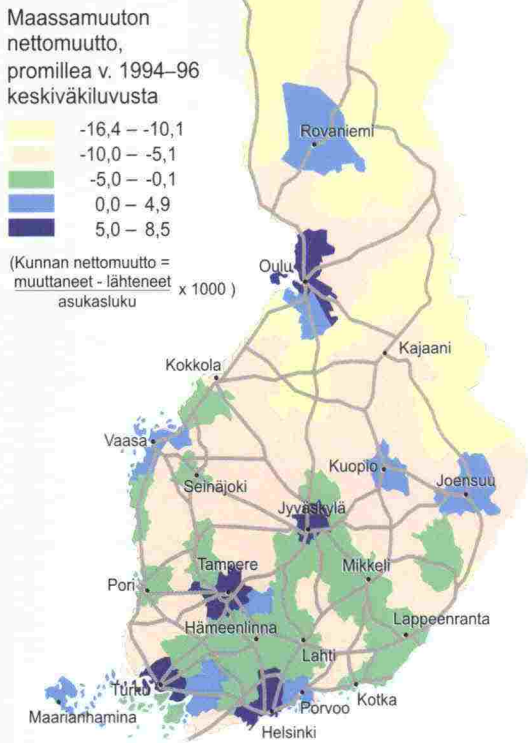 Maassamuuton
nettomuutto,
promillea v. 1994–96
keskiväkiluvusta
-16,4 – -10,1
-10,0 – -5,1
-5,0 – -0,1
0,0 – 4,9
5,0 – 8,5
(Kunnan nettomuutto =
muuttaneet - lähteneet
asukasluku
x 1000 )
Rovaniemi
Oulu
Kajaani
Kokkola
Vaasa
Kuopio
Joensuu
Seinäjoki
Jyväskylä
Tampere
Mikkeli
Pori
Hämeenlinna
Lappeenranta
Lahti
Turku
Kotka
Porvoo
Maarianhamina
Helsinki